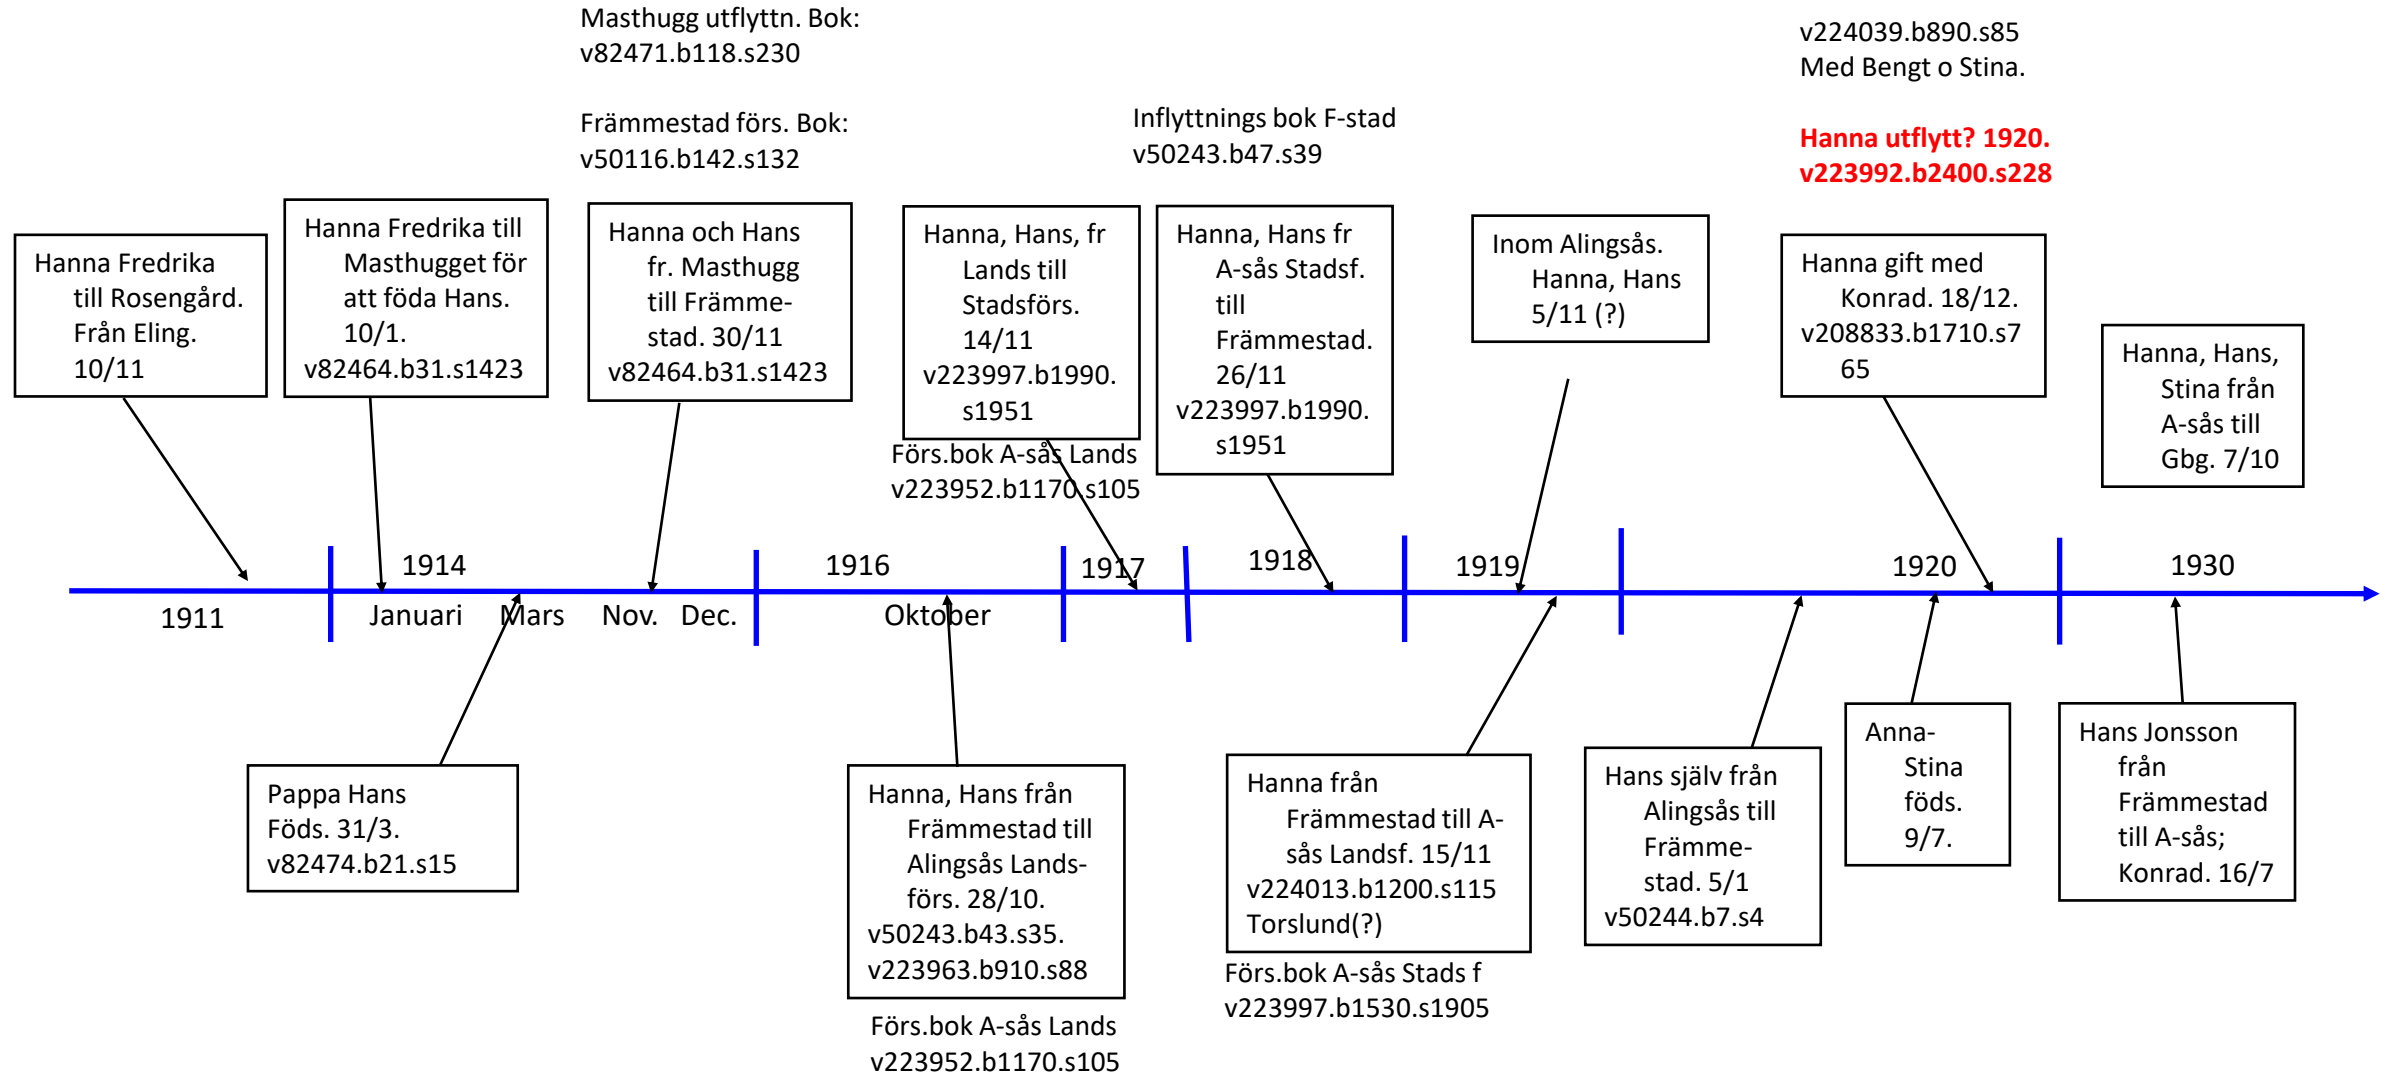 Masthugg utflyttn. Bok:
v82471.b118.s230
Främmestad förs. Bok:
v50116.b142.s132
Inflyttnings bok F-stad
v50243.b47.s39
v224039.b890.s85
Med Bengt o Stina.
Hanna utflytt? 1920.
v223992.b2400.s228
Hanna Fredrika
till Rosengård.
Från Eling.
10/11
Hanna Fredrika till
Masthugget för
att föda Hans.
10/1.
v82464.b31.s1423
Hanna och Hans
fr. Masthugg
till Främme-
stad. 30/11
v82464.b31.s1423
Hanna, Hans, fr
Lands till
Stadsförs.
14/11
v223997.b1990.
s1951
Förs.bok A-sås Lands
v223952.b1170.s105
Hanna, Hans fr
A-sås Stadsf.
till
Främmestad.
26/11
v223997.b1990.
s1951
Inom Alingsås.
Hanna, Hans
5/11 (?)
Hanna gift med
Konrad. 18/12.
v208833.b1710.s7
65
Hanna, Hans,
Stina från
A-sås till
Gbg. 7/10
1911
1914
Januari
Mars
Nov.
Dec.
1916
Oktober
1917
1918
1919
1920
1930
Pappa Hans
Föds. 31/3.
v82474.b21.s15
Hanna, Hans från
Främmestad till
Alingsås Lands-
förs. 28/10.
v50243.b43.s35.
v223963.b910.s88
Förs.bok A-sås Lands
v223952.b1170.s105
Hanna från
Främmestad till A-
sås Landsf. 15/11
v224013.b1200.s115
Torslund(?)
Förs.bok A-sås Stads f
v223997.b1530.s1905
Hans själv från
Alingsås till
Främme-
stad. 5/1
v50244.b7.s4
Anna-
Stina
föds.
9/7.
Hans Jonsson
från
Främmestad
till A-sås;
Konrad. 16/7